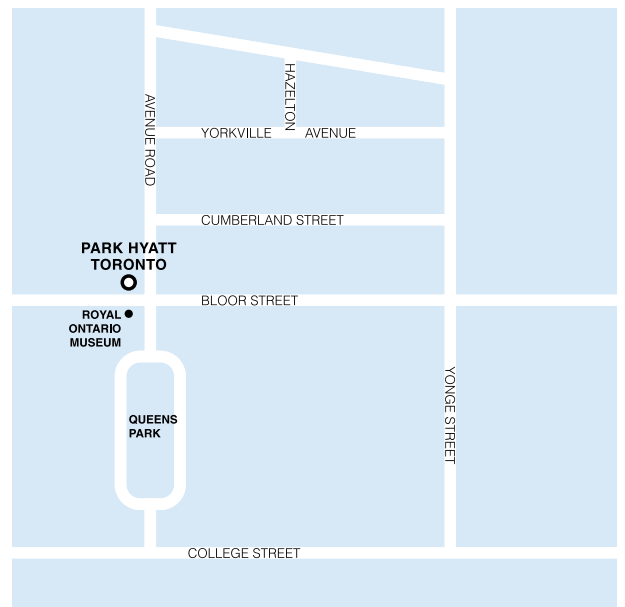 HAZELTON
AVENUE ROAD
YORKVILLE AVENUE
CUMBERLAND STREET
PARK HYATT
TORONTO
BLOOR STREET
ROYAL
ONTARIO
MUSEUM
YONGE STREET
QUEENS
PARK
COLLEGE STREET